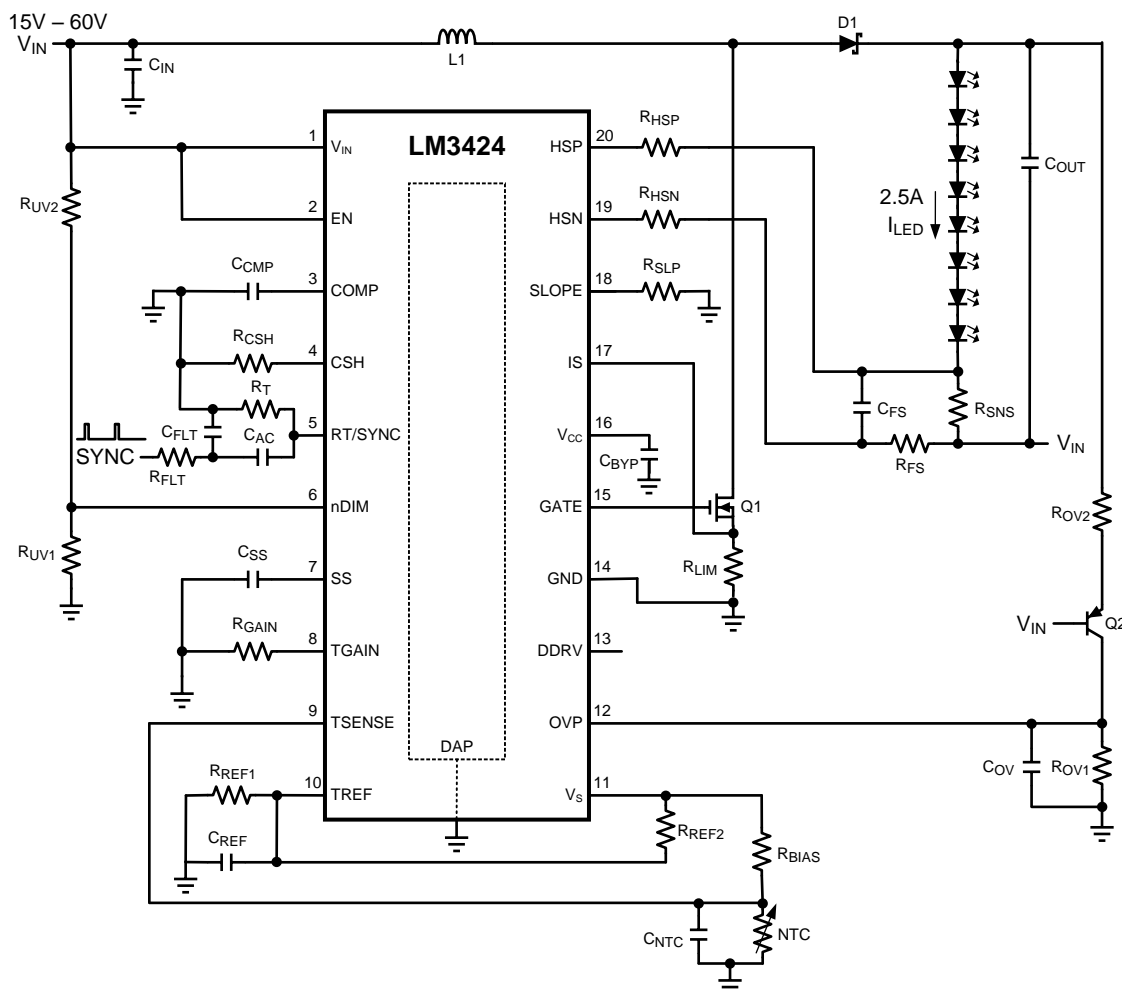 15V – 60V
VIN
CIN
L1
D1
LM3424
1 VIN
2 EN
3 COMP
4 CSH
5 RT/SYNC
6 nDIM
7 SS
8 TGAIN
9 TSENSE
10 TREF
20 HSP
19 HSN
18 SLOPE
17 IS
16 VCC
15 GATE
14 GND
13 DDRV
12 OVP
11 VS
DAP
RUV2
CCMP
RCSH
RT
CFLT
CAC
SYNC
RFLT
RUV1
CSS
RGAIN
RREF1
CREF
RHSP
RHSN
RSLP
CBYP
Q1
RLIM
2.5A
ILED
COUT
CFS
RSNS
RFS
VIN
ROV2
VIN
Q2
COV
ROV1
RREF2
RBIAS
CNTC
NTC